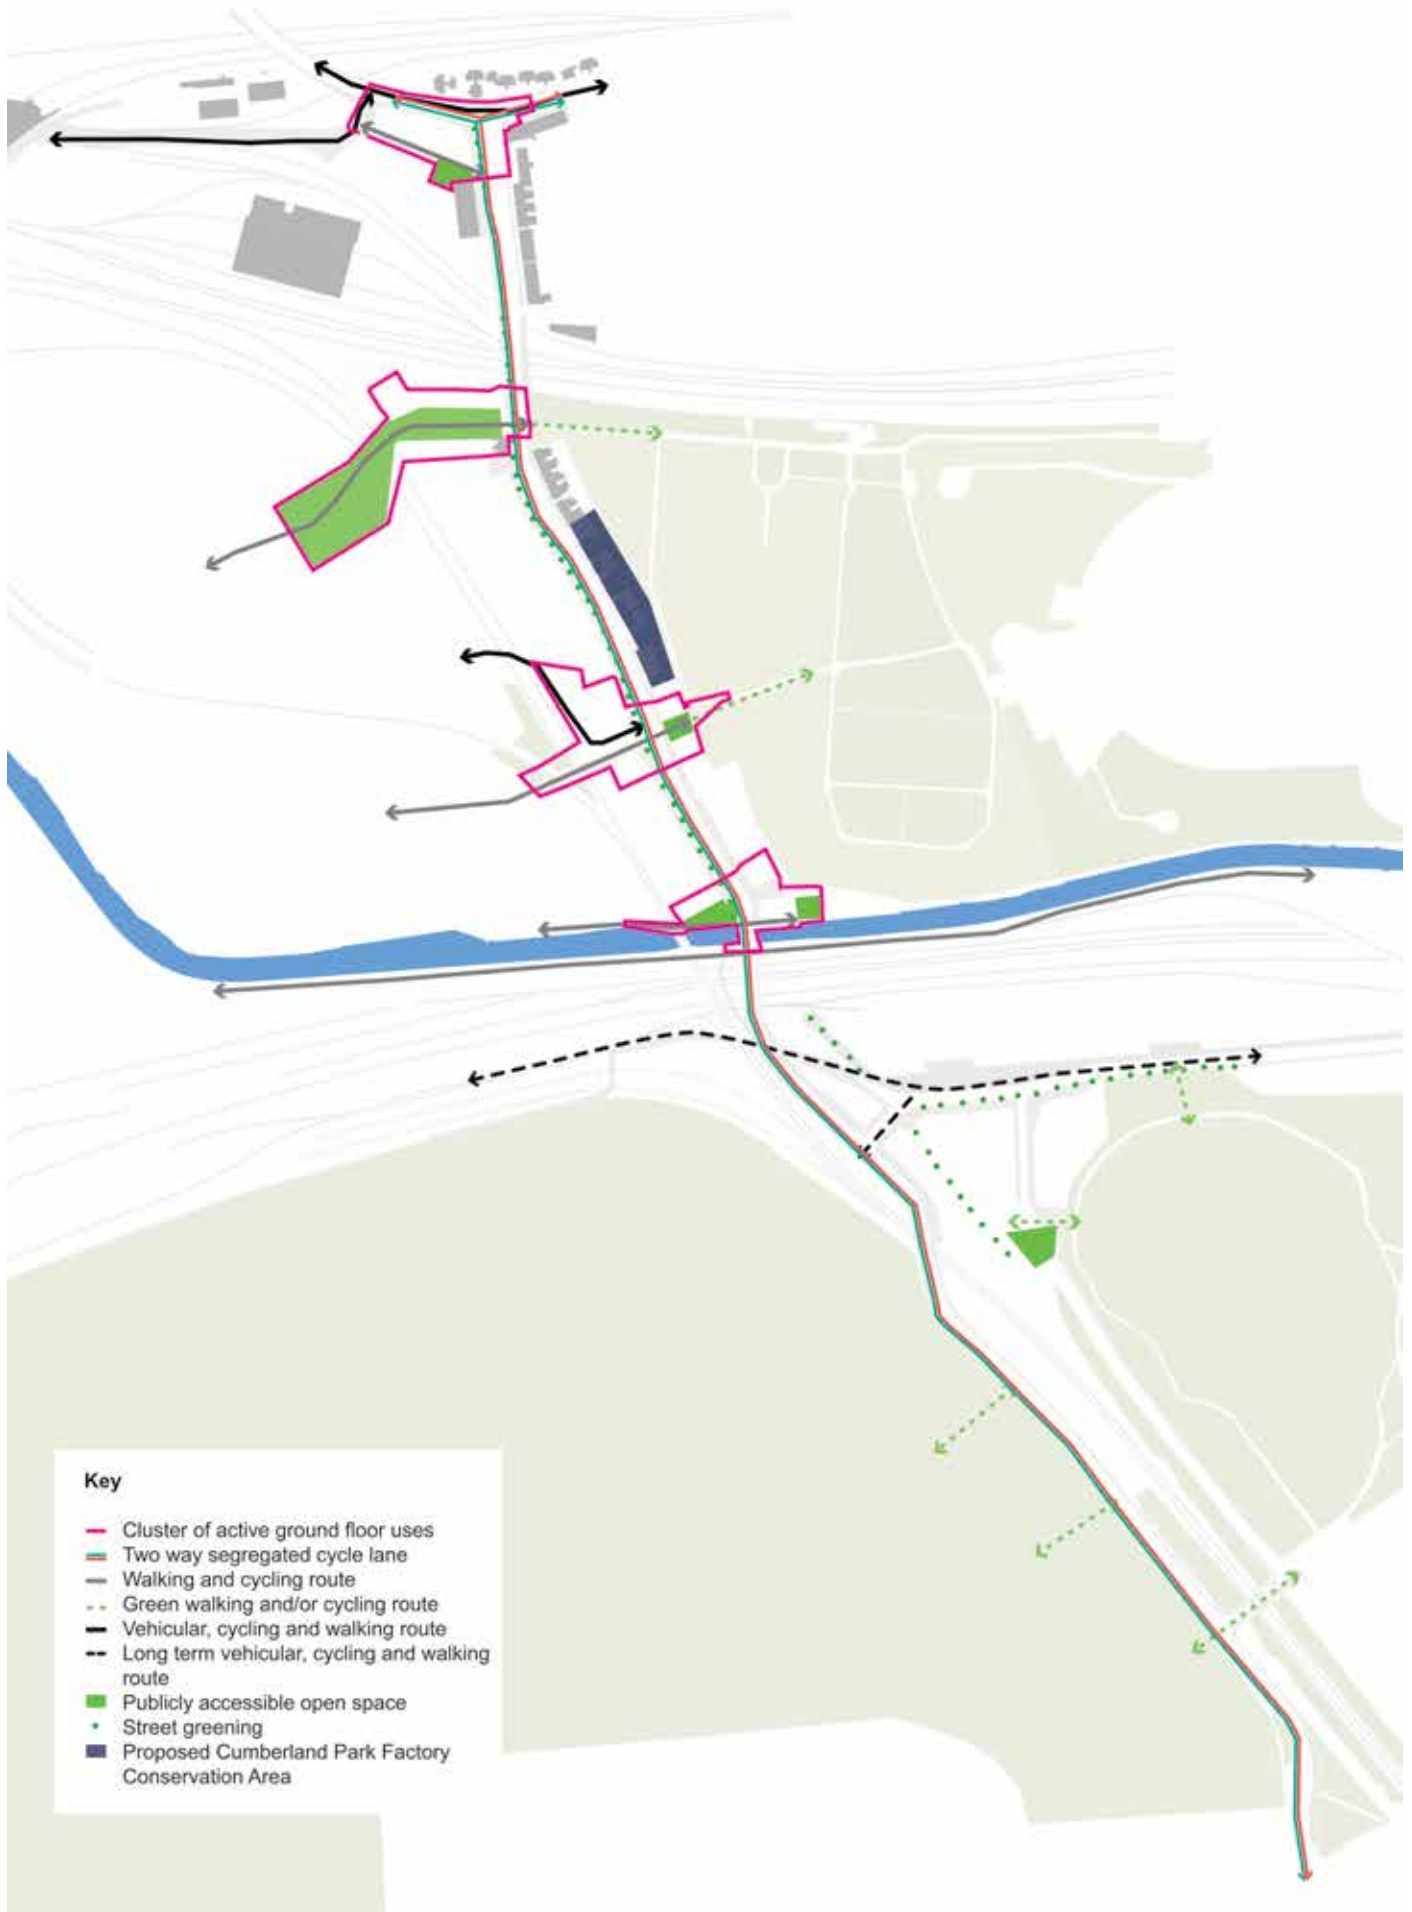 Key
Cluster of active ground floor uses
Two way segregated cycle lane
Walking and cycling route
Green walking and/or cycling route
Vehicular, cycling and walking route
Long term vehicular, cycling and walking
route
Publicly accessible open space
Street greening
Proposed Cumberland Park Factory
Conservation Area